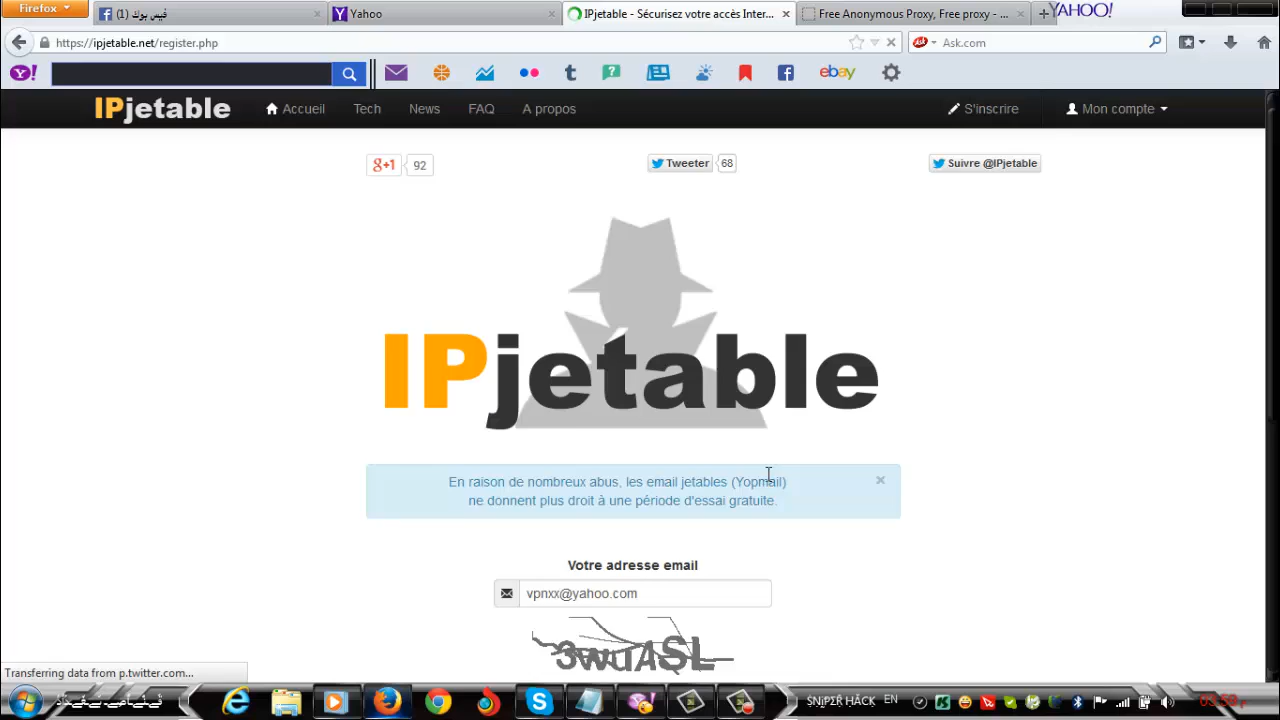 Firefox
فيس بوك (1)
Yahoo
IPjetable - Sécurisez votre accès Inter...
Free Anonymous Proxy, Free proxy - ...
YAHOO!
https://ipjetable.net/register.php
Ask
Ask.com
Y!
ebay
IPjetable
Accueil
Tech
News
FAQ
A propos
S'inscrire
Mon compte
g+1
92
Tweeter
68
Suivre @IPjetable
IPjétable
En raison de nombreux abus, les email jetables (Yopmail)
ne donnent plus droit à une période d'essai gratuite.
Votre adresse email
vpnxx@yahoo.com
3wuASL
Transferring data from p.twitter.com...
EN